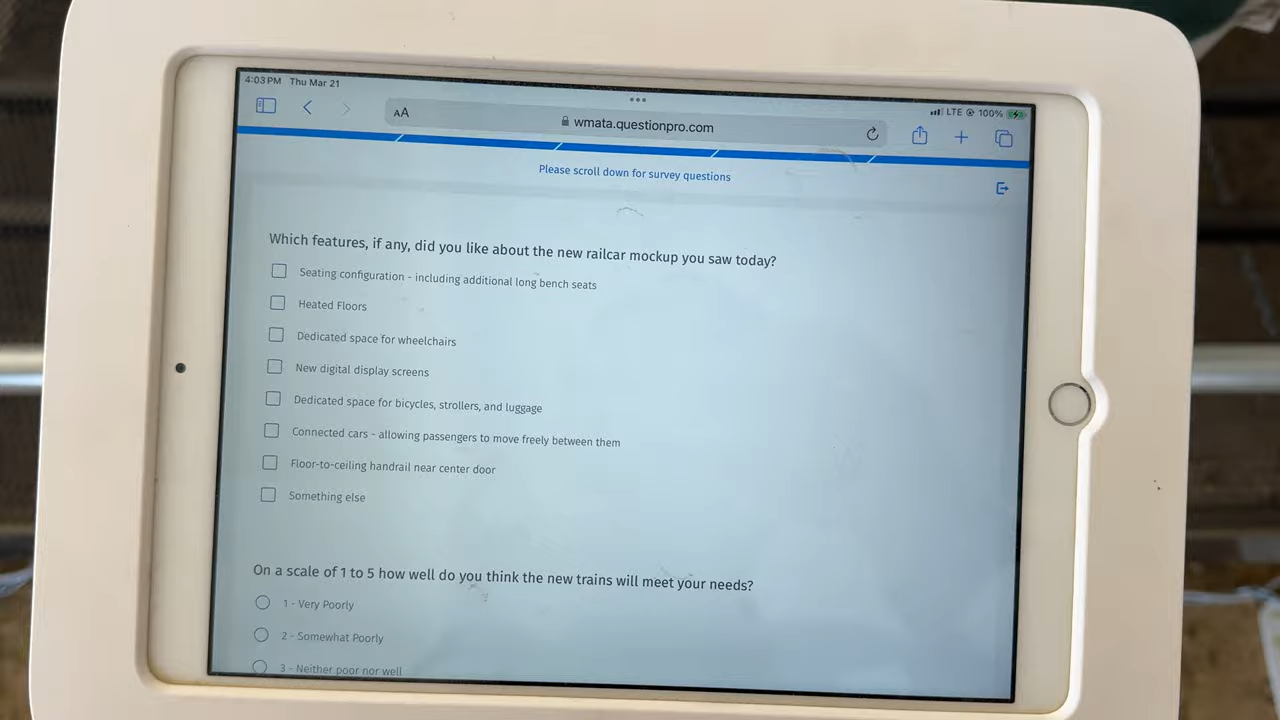 4:03 PM Thu Mar 21
LTE 100%
AA
wmata.questionpro.com
Please scroll down for survey questions
Which features, if any, did you like about the new railcar mockup you saw today?
Seating configuration - including additional long bench seats
Heated Floors
Dedicated space for wheelchairs
New digital display screens
Dedicated space for bicycles, strollers, and luggage
Connected cars - allowing passengers to move freely between them
Floor-to-ceiling handrail near center door
Something else
On a scale of 1 to 5 how well do you think the new trains will meet your needs?
1 - Very Poorly
2 - Somewhat Poorly
3 - Neither poor nor well